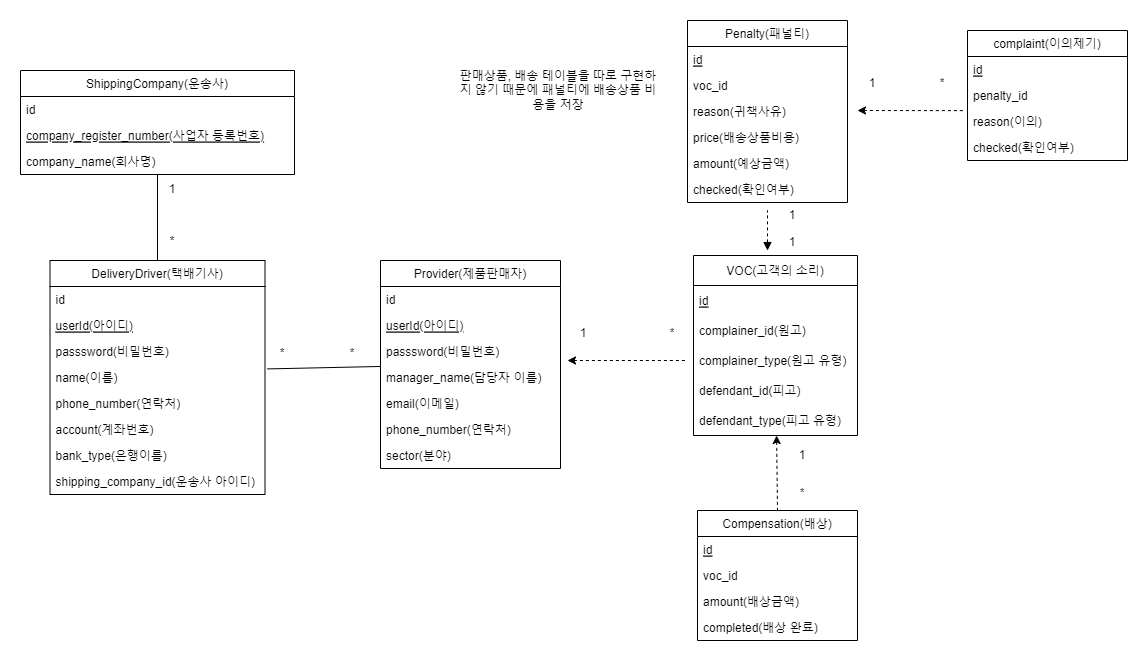 ShippingCompany(운송사)
id
company_register_number(사업자 등록번호)
company_name(회사명)
1
*
DeliveryDriver(택배기사)
id
userId(아이디)
passsword(비밀번호)
name(이름)
phone_number(연락처)
account(계좌번호)
bank_type(은행이름)
shipping_company_id(운송사 아이디)
*
*
Provider(제품판매자)
id
userId(아이디)
passsword(비밀번호)
manager_name(담당자 이름)
email(이메일)
phone_number(연락처)
sector(분야)
1
*
판매상품, 배송 테이블을 따로 구현하
지 않기 때문에 패널티에 배송상품 비
용을 저장
Penalty(패널티)
id
voc_id
reason(귀책사유)
price(배송상품비용)
amount(예상금액)
checked(확인여부)
1
*
complaint(이의제기)
id
penalty_id
reason(이의)
checked(확인여부)
1
1
VOC(고객의 소리)
id
complainer_id(원고)
complainer_type(원고 유형)
defendant_id(피고)
defendant_type(피고 유형)
1
*
Compensation(배상)
id
voc_id
amount(배상금액)
completed(배상 완료)